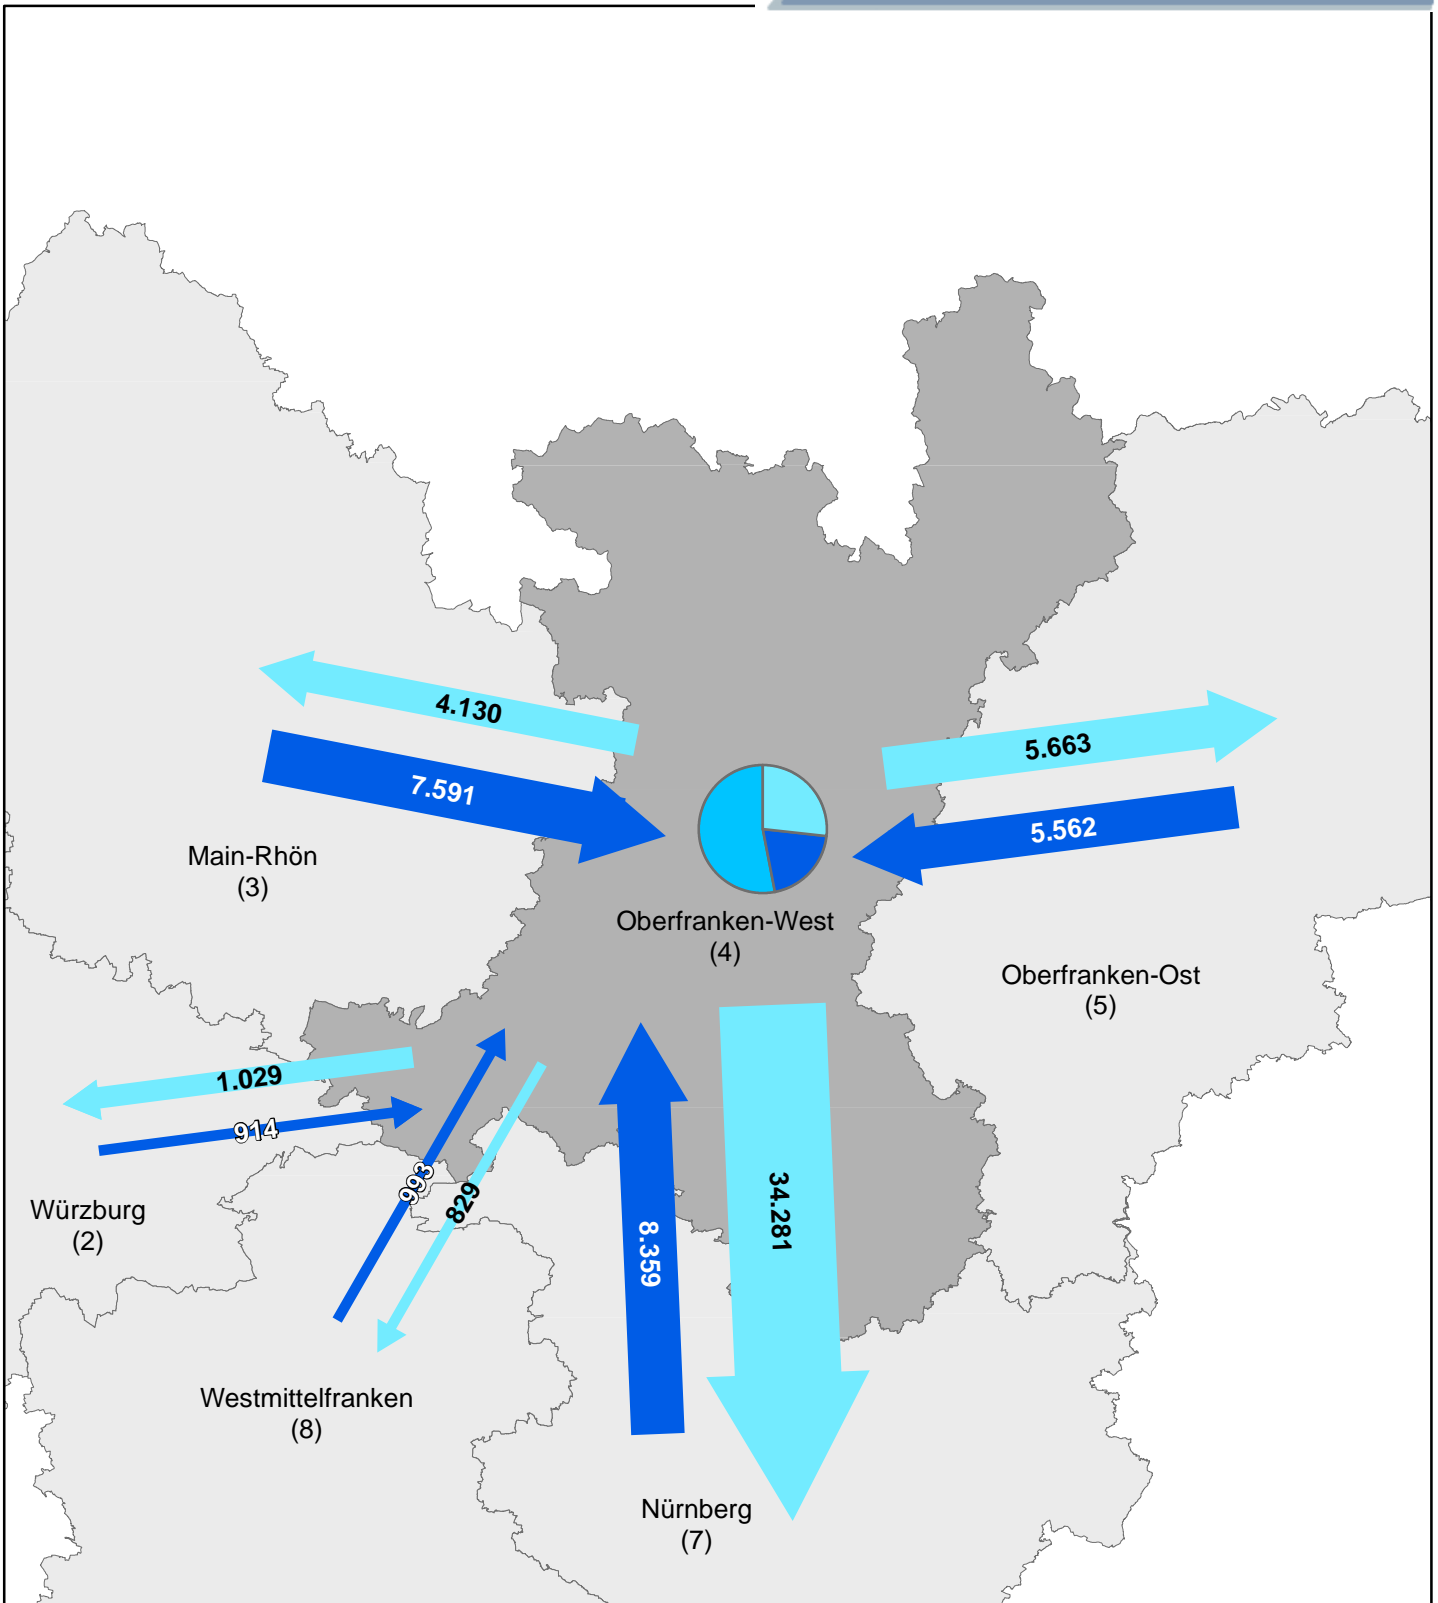 4.130
7.591
5.663
5.562
Main-Rhön
(3)
Oberfranken-West
(4)
Oberfranken-Ost
(5)
1.029
914
993
829
8.359
34.281
Würzburg
(2)
Westmittelfranken
(8)
Nürnberg
(7)